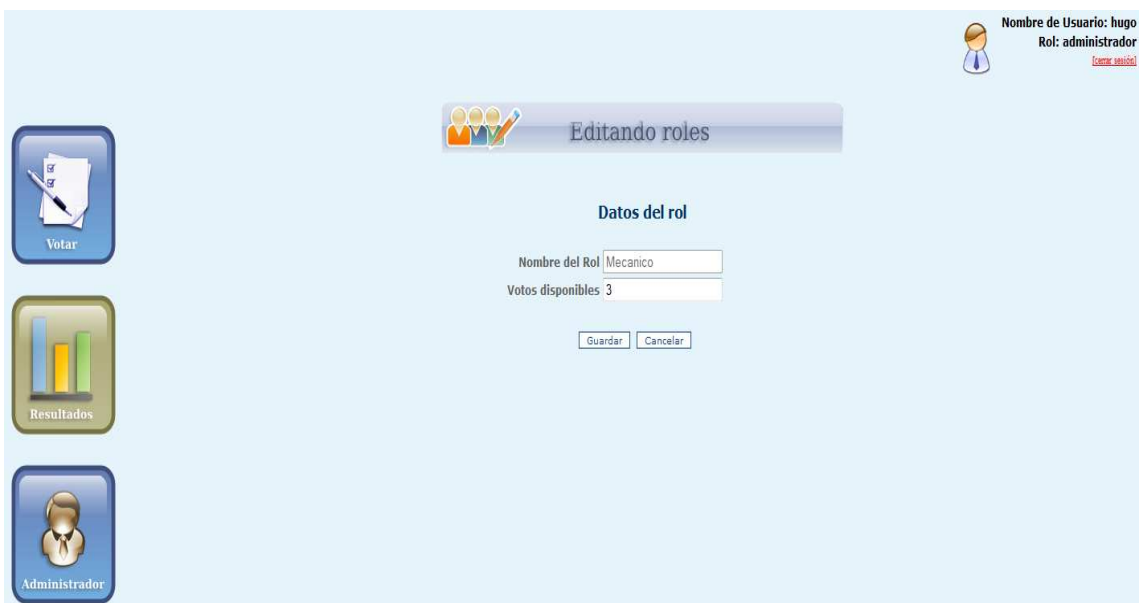 Nombre de Usuario: hugo
Rol: administrador
[cerrar sesión]
Editando roles
Datos del rol
Nombre del Rol Mecanico
Votos disponibles 3
Guardar Cancelar
Votar
Resultados
Administrador